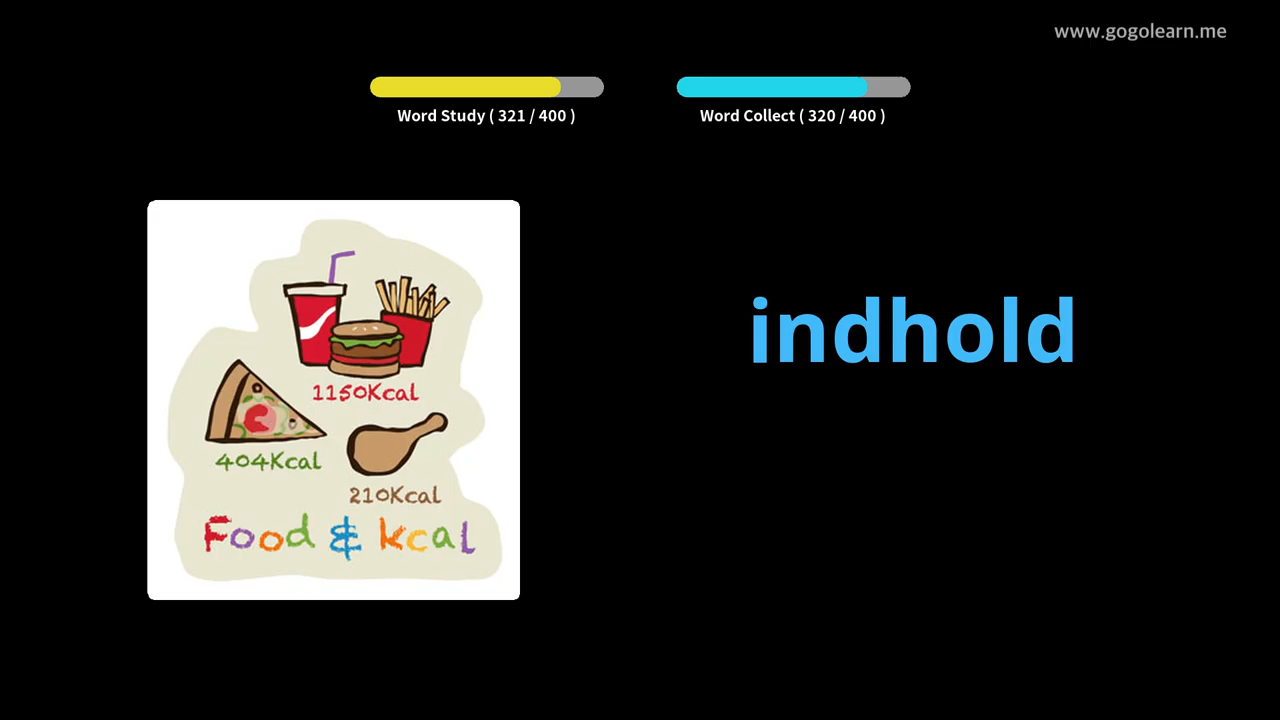 www.gogolearn.me
Word Study ( 321 / 400 )
Word Collect ( 320 / 400 )
indhold
1150Kcal
404Kcal
210Kcal
Food & kcal